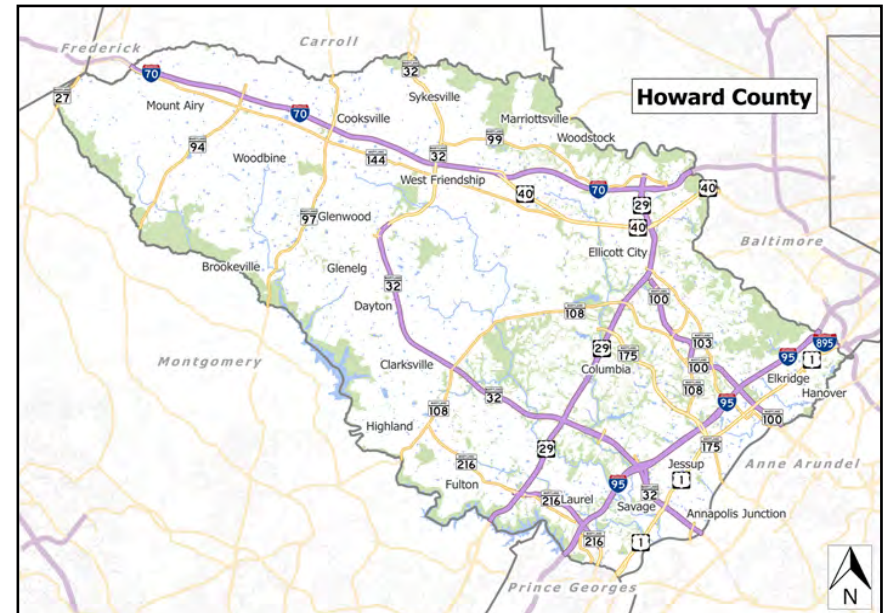 Frederick
Carroll
32
70
27
Mount Airy
70
Sykesville
Howard County
Cooksville
Marriottsville
Woodstock
94
99
Woodbine
144
32
West Friendship
40
70
40
29
97
Glenwood
40
Baltimore
Ellicott City
Brookeville
Glenelg
32
100
Dayton
108
103
895
Montgomery
29
175
95
1
Clarksville
Columbia
100
Elkridge
32
108
Hanover
108
95
100
Highland
29
175
216
Jessup
Anne Arundel
Fulton
95
1
216
Laurel
32
Savage
Annapolis Junction
216
1
Prince Georges
N